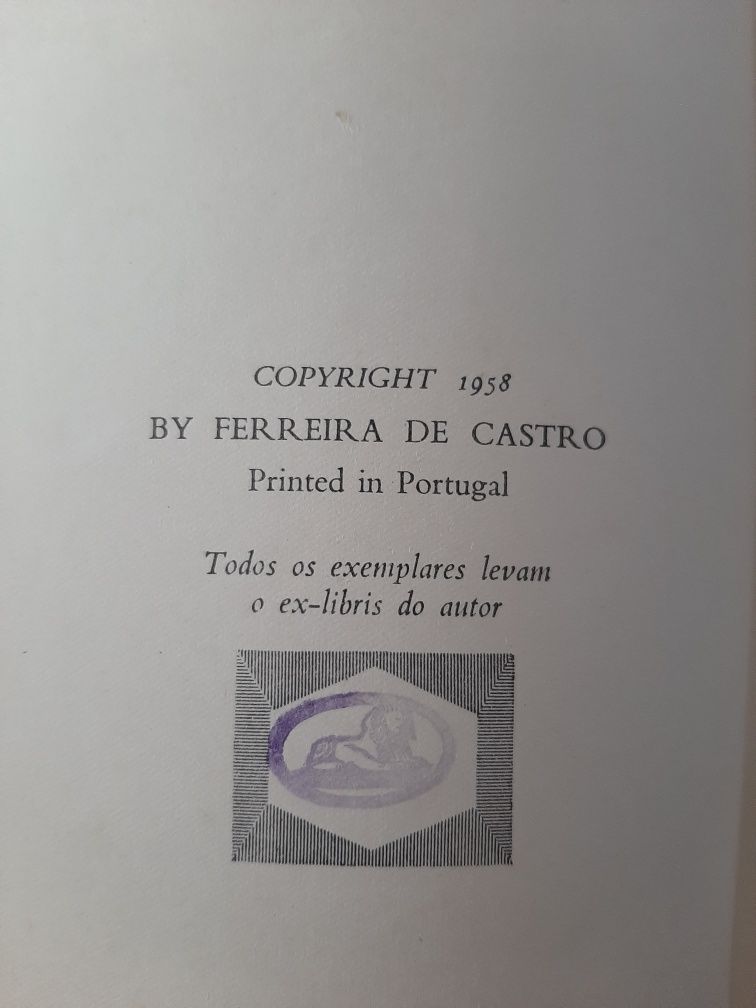 COPYRIGHT 1958
BY FERREIRA DE CASTRO
Printed in Portugal
Todos os exemplares levam
o ex-libris do autor